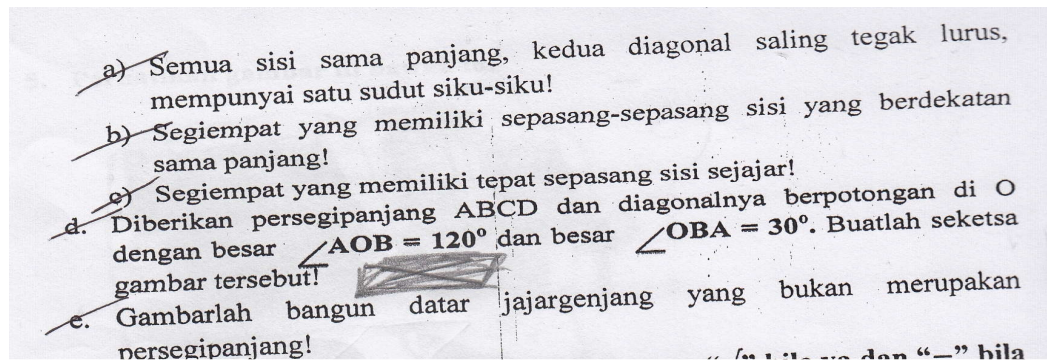 a) Semua sisi sama panjang, kedua diagonal saling tegak lurus,
mempunyai satu sudut siku-siku!
b) Segiempat yang memiliki sepasang-sepasang sisi yang berdekatan
sama panjang!
c) Segiempat yang memiliki tepat sepasang sisi sejajar!
d. Diberikan persegipanjang ABCD dan diagonalnya berpotongan di O
dengan besar ∠AOB = 120° dan besar ∠OBA = 30°. Buatlah seketsa
gambar tersebut!
e. Gambarlah bangun datar jajargenjang yang bukan merupakan
persegipanjang!
dan “–” bila